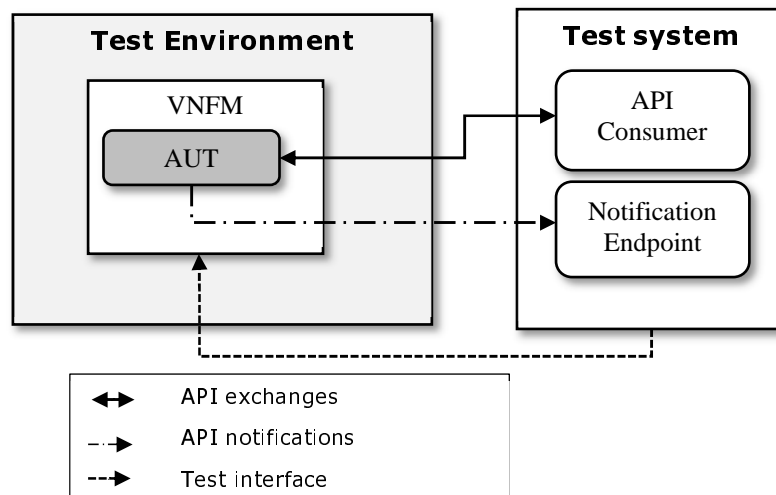 Test Environment
VNFM
AUT
Test system
API
Consumer
Notification
Endpoint
API exchanges
API notifications
Test interface